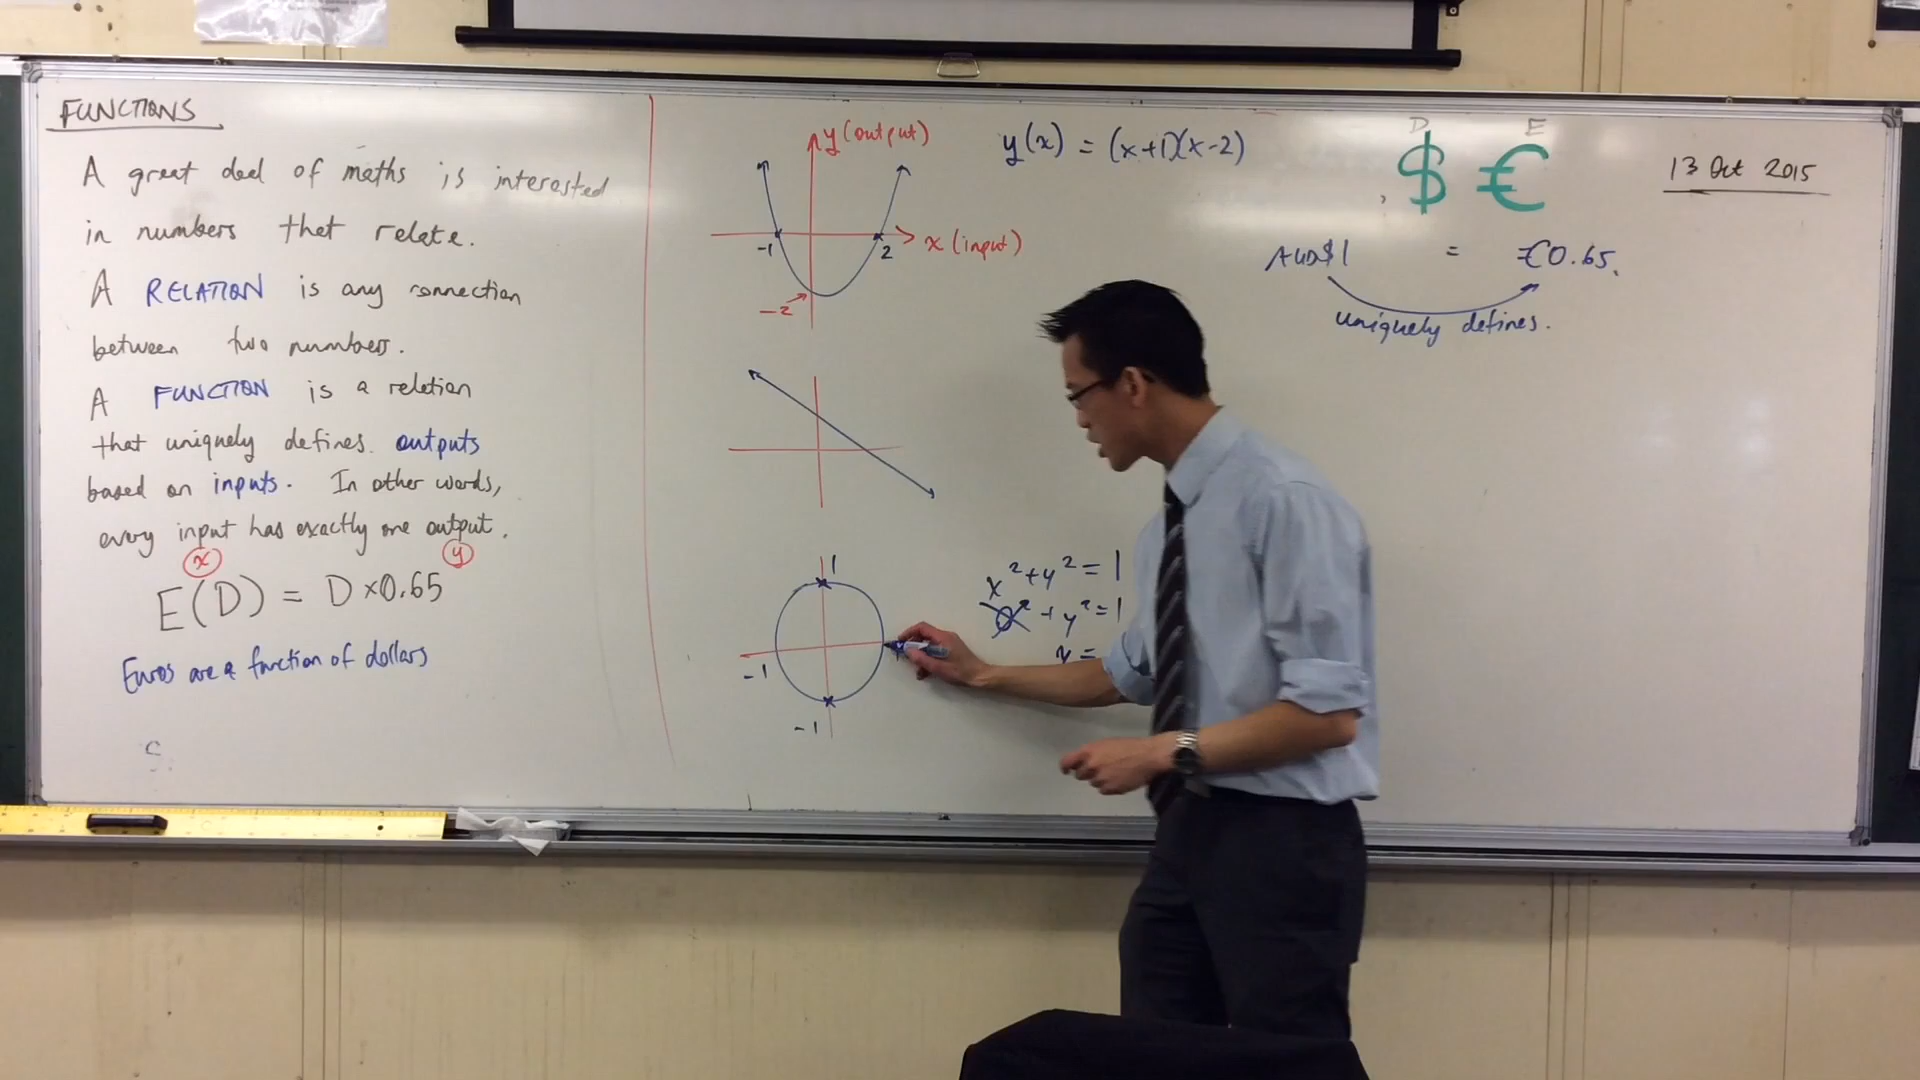 FUNCTIONS
A great deal of maths is interested
in numbers that relate.
A RELATION is any connection
between two numbers.
A FUNCTION is a relation
that uniquely defines outputs
based on inputs. In other words,
every input has exactly one output.
x y
E(D) = D×0.65
Euros are a function of dollars
y (output)
x (input)
-1
2
-2
y(x) = (x+1)(x-2)
1
-1
-1
x²+y²=1
0²+y²=1
y=
D E
$ €
AUD$1 = €0.65.
uniquely defines.
13 Oct 2015